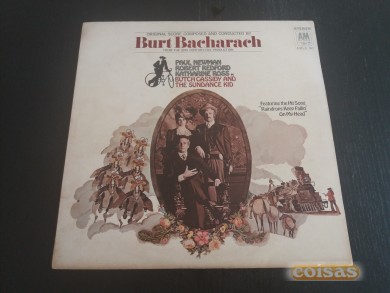 ORIGINAL SCORE COMPOSED AND CONDUCTED BY
Burt Bacharach
A&M
PAUL NEWMAN
ROBERT REDFORD
KATHARINE ROSS in
BUTCH CASSIDY AND
THE SUNDANCE KID
Featuring the Hit Song
"Raindrops Keep Fallin'
On My Head"
coisas